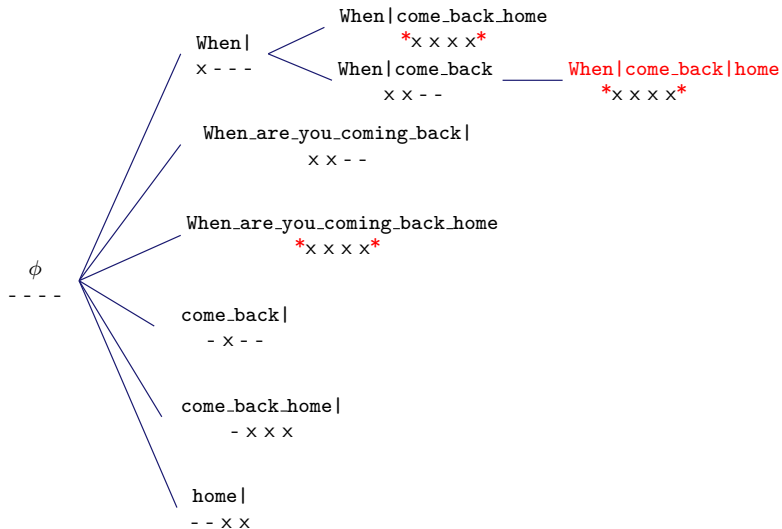 When|come_back_home
*x x x x*
When|
x - - -
When|come_back
x x - -
When|come_back|home
*x x x x*
When_are_you_coming_back|
x x - -
When_are_you_coming_back_home
*x x x x*
ϕ
- - - -
come_back|
- x - -
come_back_home|
- x x x
home|
- - x x